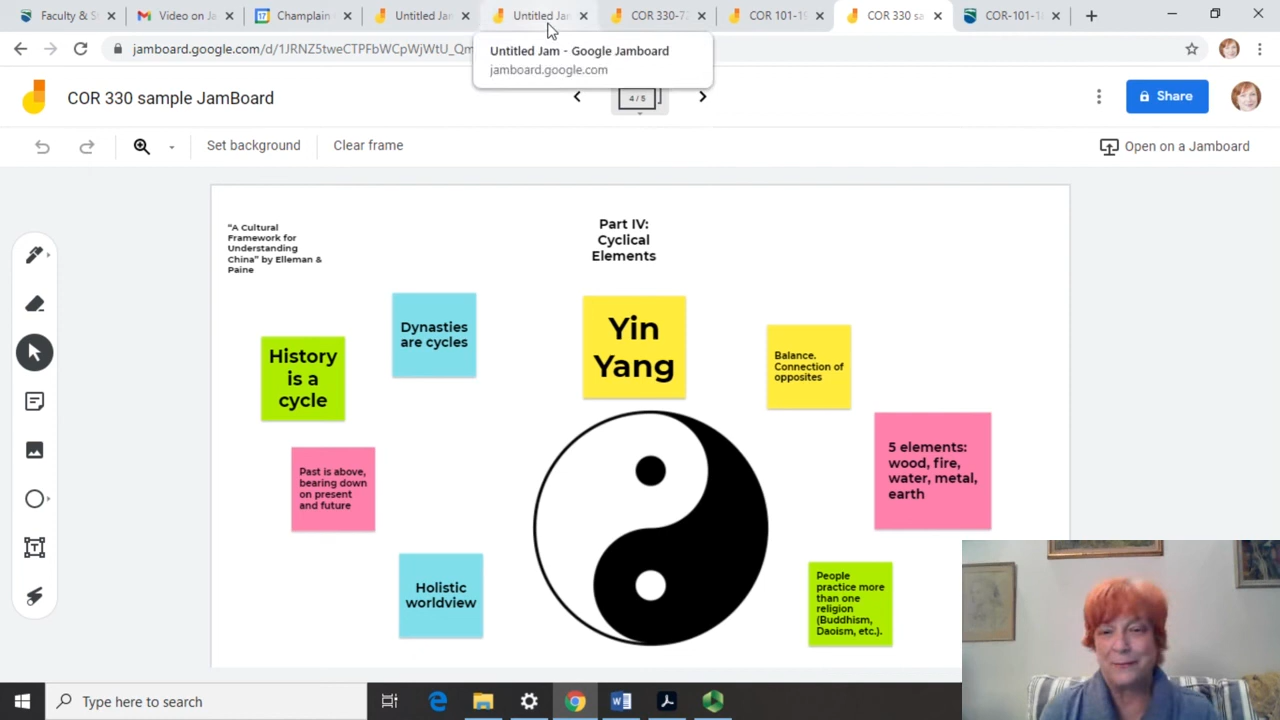 Faculty & St
Video on Ja
Champlain
Untitled Jam
Untitled Jam
COR 330-7
COR 101-19
COR 330 sa
COR-101-1
jamboard.google.com/d/1JRNZ5tweCTPFbWCpWjWtU_Qm
Untitled Jam - Google Jamboard
jamboard.google.com
COR 330 sample JamBoard
4 / 5
Share
Set background
Clear frame
Open on a Jamboard
"A Cultural
Framework for
Understanding
China" by Elleman &
Paine
Part IV:
Cyclical
Elements
History
is a
cycle
Dynasties
are cycles
Yin
Yang
Balance.
Connection of
opposites
Past is above,
bearing down
on present
and future
5 elements:
wood, fire,
water, metal,
earth
Holistic
worldview
People
practice more
than one
religion
(Buddhism,
Daoism, etc.).
Type here to search